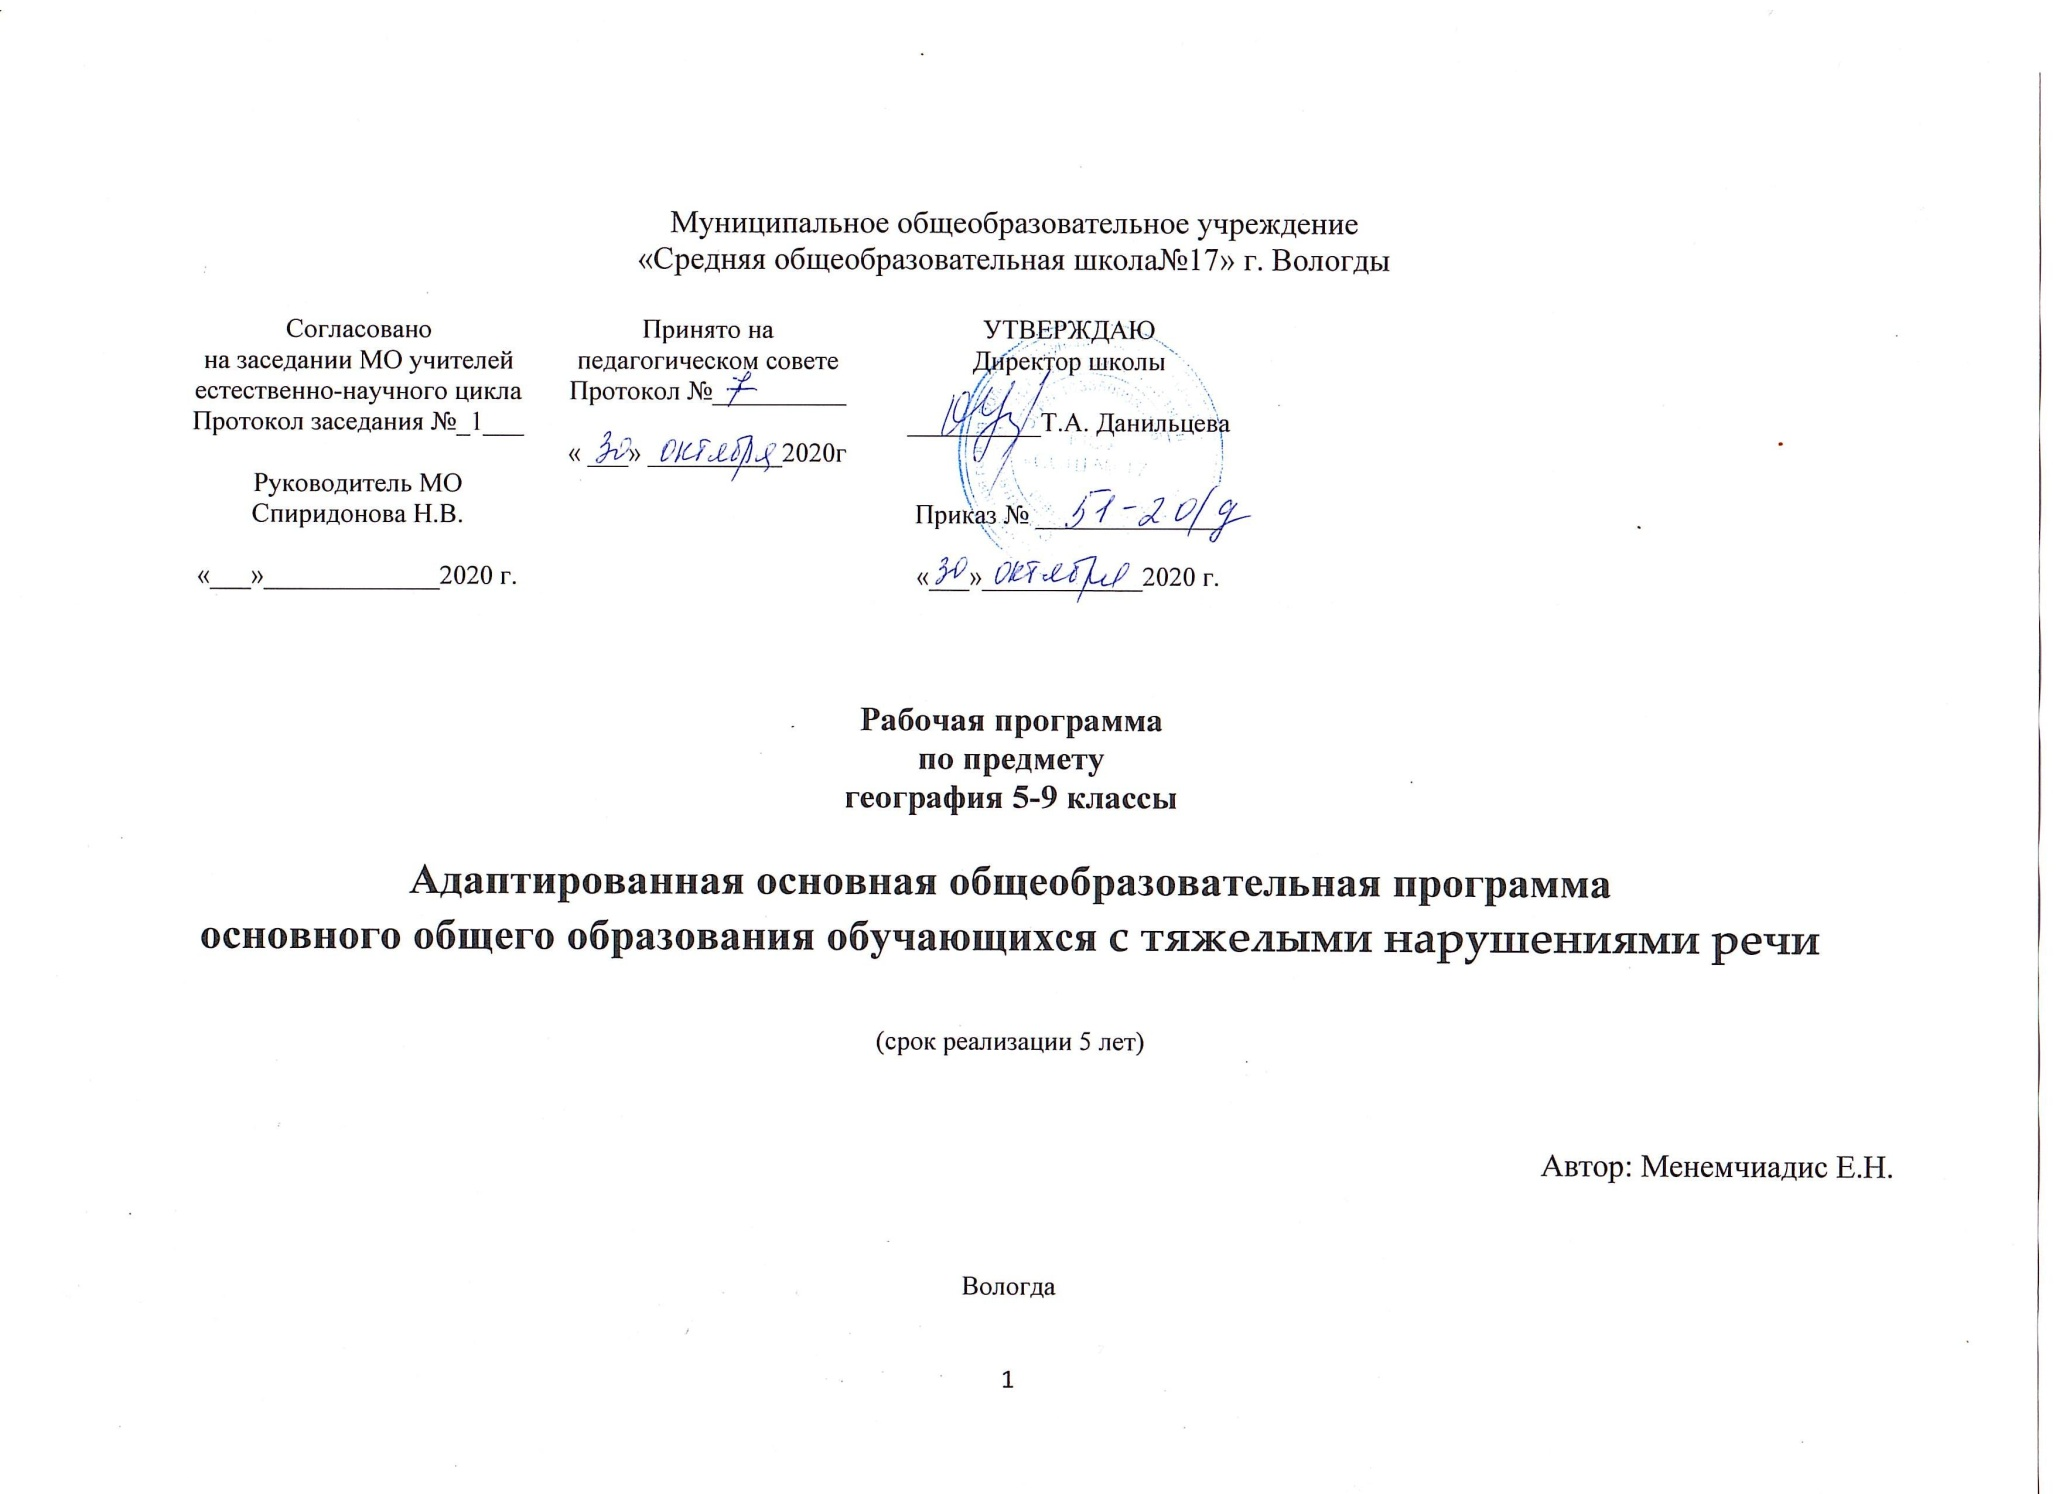 Муниципальное общеобразовательное учреждение
«Средняя общеобразовательная школа№17» г. Вологды
Согласовано
на заседании МО учителей
естественно-научного цикла
Протокол заседания №_1___
Руководитель МО
Спиридонова Н.В.
«___»_____________2020 г.
Принято на
педагогическом совете
Протокол № 7
« 30 » октября 2020г
УТВЕРЖДАЮ
Директор школы
__________Т.А. Данильцева
Приказ № 51-20/д
«30» октября 2020 г.
Рабочая программа
по предмету
география 5-9 классы
Адаптированная основная общеобразовательная программа
основного общего образования обучающихся с тяжелыми нарушениями речи
(срок реализации 5 лет)
Автор: Менемчиадис Е.Н.
Вологда
1